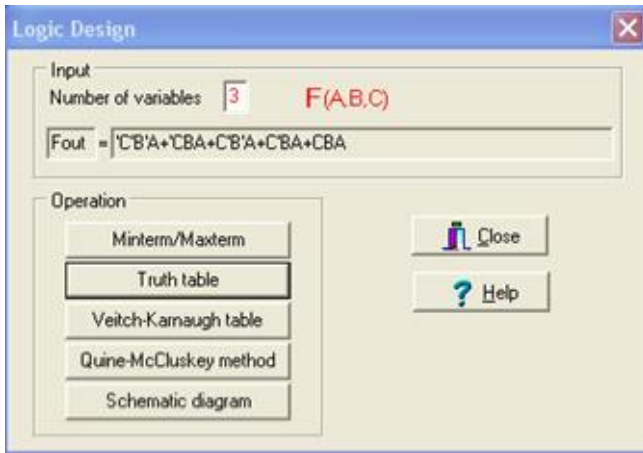 Logic Design
Input
Number of variables 3 F(A,B,C)
Fout = 'C'B'A+'CBA+C'B'A+C'BA+CBA
Operation
Minterm/Maxterm
Truth table
Veitch-Karnaugh table
Quine-McCluskey method
Schematic diagram
Close
Help